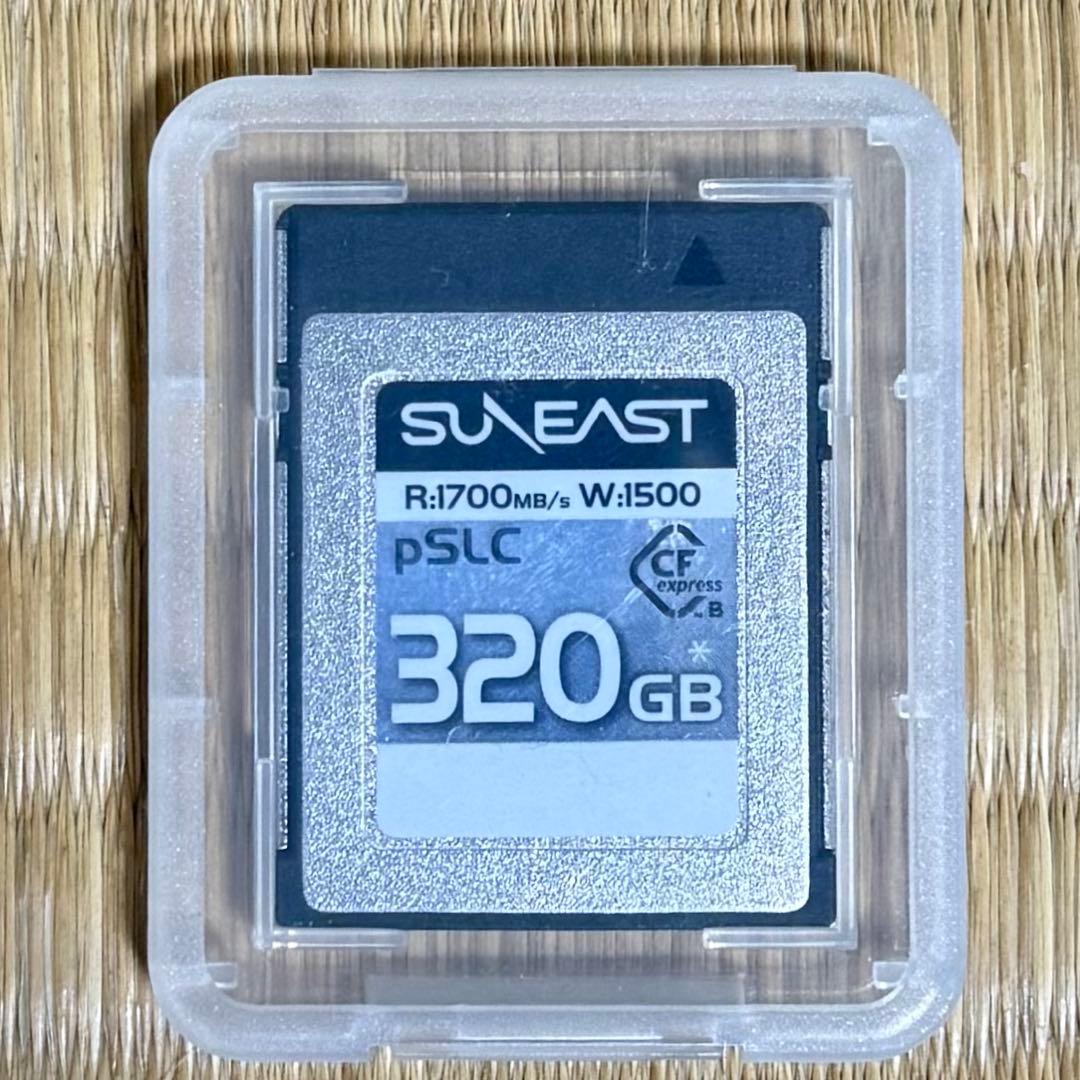 SUNEAST
R:1700MB/s W:1500
pSLC
CF
express
B
320GB*